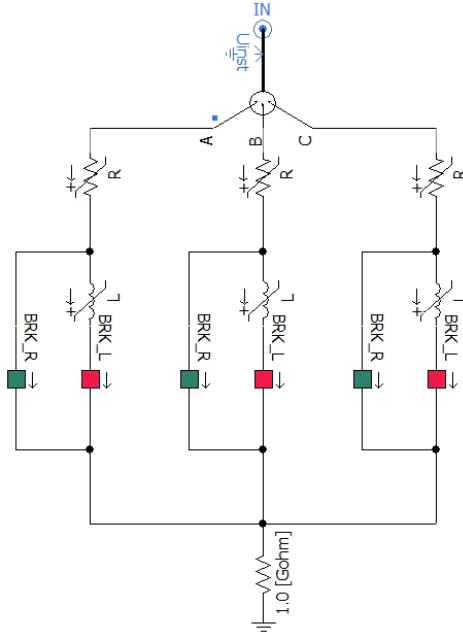 IN
Uinst
A
B
C
R
R
R
L
L
L
BRK_R
BRK_L
BRK_R
BRK_L
BRK_R
BRK_L
1.0 [Gohm]